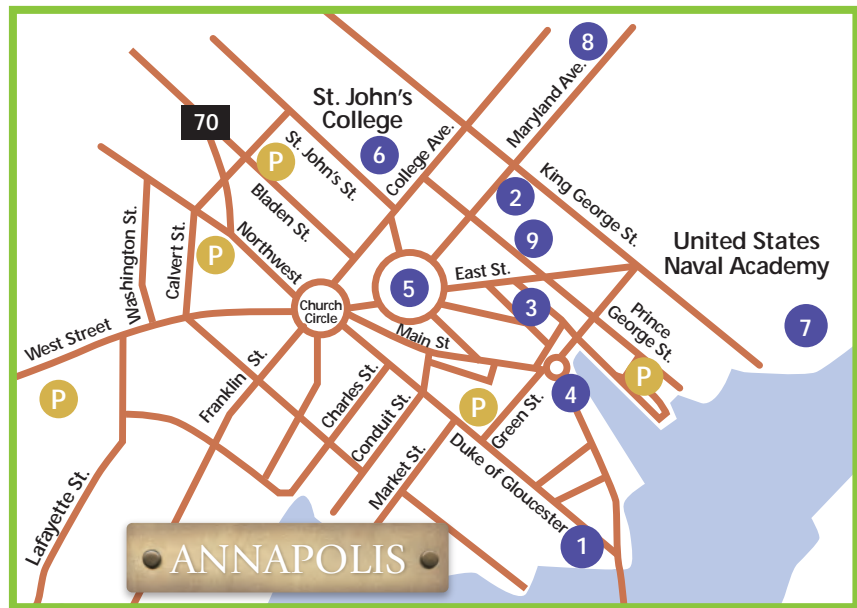 8
Maryland Ave.
St. John's
College
70
6
College Ave.
St. John's St.
P
Bladen St.
2
King George St.
9
United States
Naval Academy
Washington St.
Calvert St.
P
Northwest
East St.
5
Church
Circle
3
Prince
George St.
7
West Street
Main St
P
P
Franklin St.
Charles St.
Conduit St.
P
4
Green St.
Market St.
Duke of Gloucester
Lafayette St.
1
ANNAPOLIS